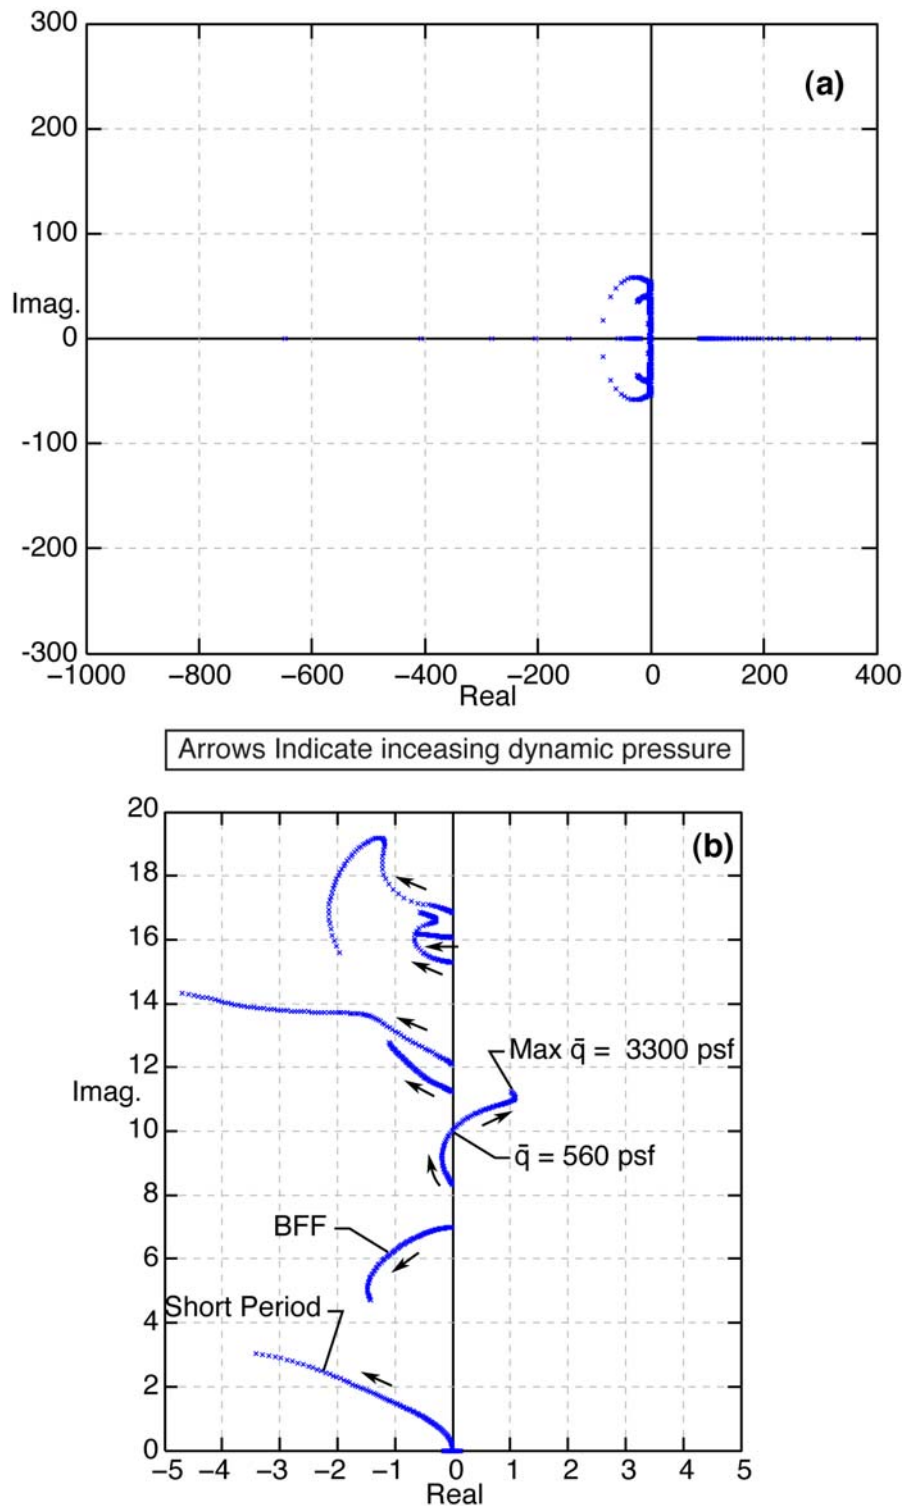 300
(a)
200
100
Imag.
0
-100
-200
-300
−1000 −800 −600 −400 −200 0 200 400
Real
Arrows Indicate inceasing dynamic pressure
20
(b)
18
16
14
12
Max q̄ = 3300 psf
Imag.
10
q̄ = 560 psf
8
BFF
6
Short Period
4
2
0
−5 −4 −3 −2 −1 0 1 2 3 4 5
Real